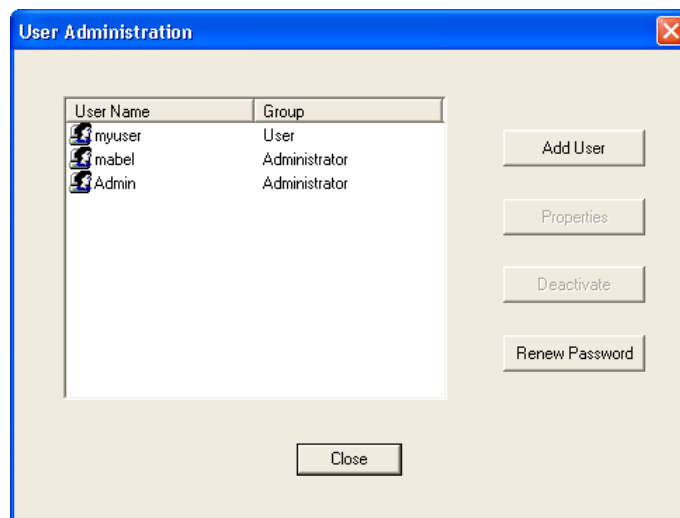 User Administration
User Name Group
myuser User
mabel Administrator
Admin Administrator
Add User
Properties
Deactivate
Renew Password
Close